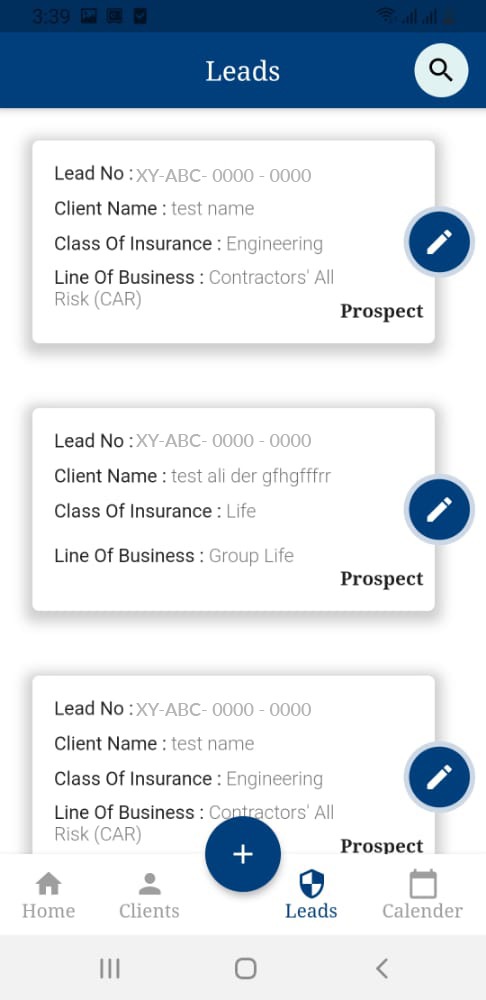 3:39
Leads
Lead No : XY-ABC- 0000 - 0000
Client Name : test name
Class Of Insurance : Engineering
Line Of Business : Contractors' All
Risk (CAR)
Prospect
Lead No : XY-ABC- 0000 - 0000
Client Name : test ali der gfhgfffrr
Class Of Insurance : Life
Line Of Business : Group Life
Prospect
Lead No : XY-ABC- 0000 - 0000
Client Name : test name
Class Of Insurance : Engineering
Line Of Business : Contractors' All
Risk (CAR)
Prospect
Home Clients Leads Calender